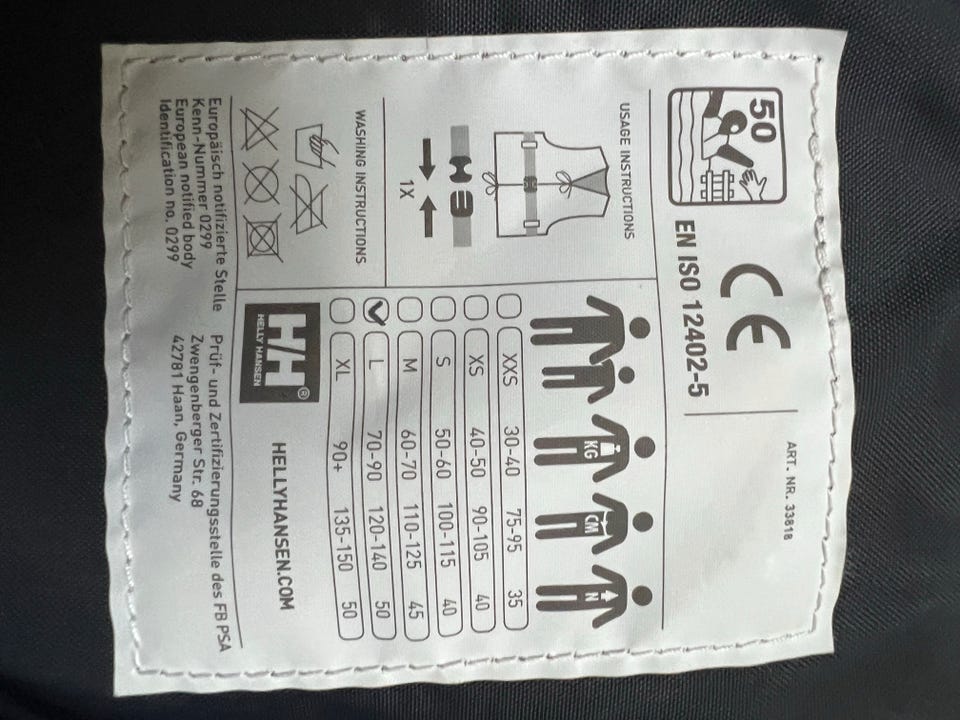 50
CE
ART. NR. 33818
EN ISO 12402-5
USAGE INSTRUCTIONS
1X
WASHING INSTRUCTIONS
KG CM N
XXS 30-40 75-95 35
XS 40-50 90-105 40
S 50-60 100-115 40
M 60-70 110-125 45
L 70-90 120-140 50
XL 90+ 135-150 50
HH®
HELLY HANSEN
HELLYHANSEN.COM
Europäisch notifizierte Stelle
Kenn-Nummer 0299
European notified body
Identification no. 0299
Prüf- und Zertifizierungsstelle des FB PSA
Zwengenberger Str. 68
42781 Haan, Germany